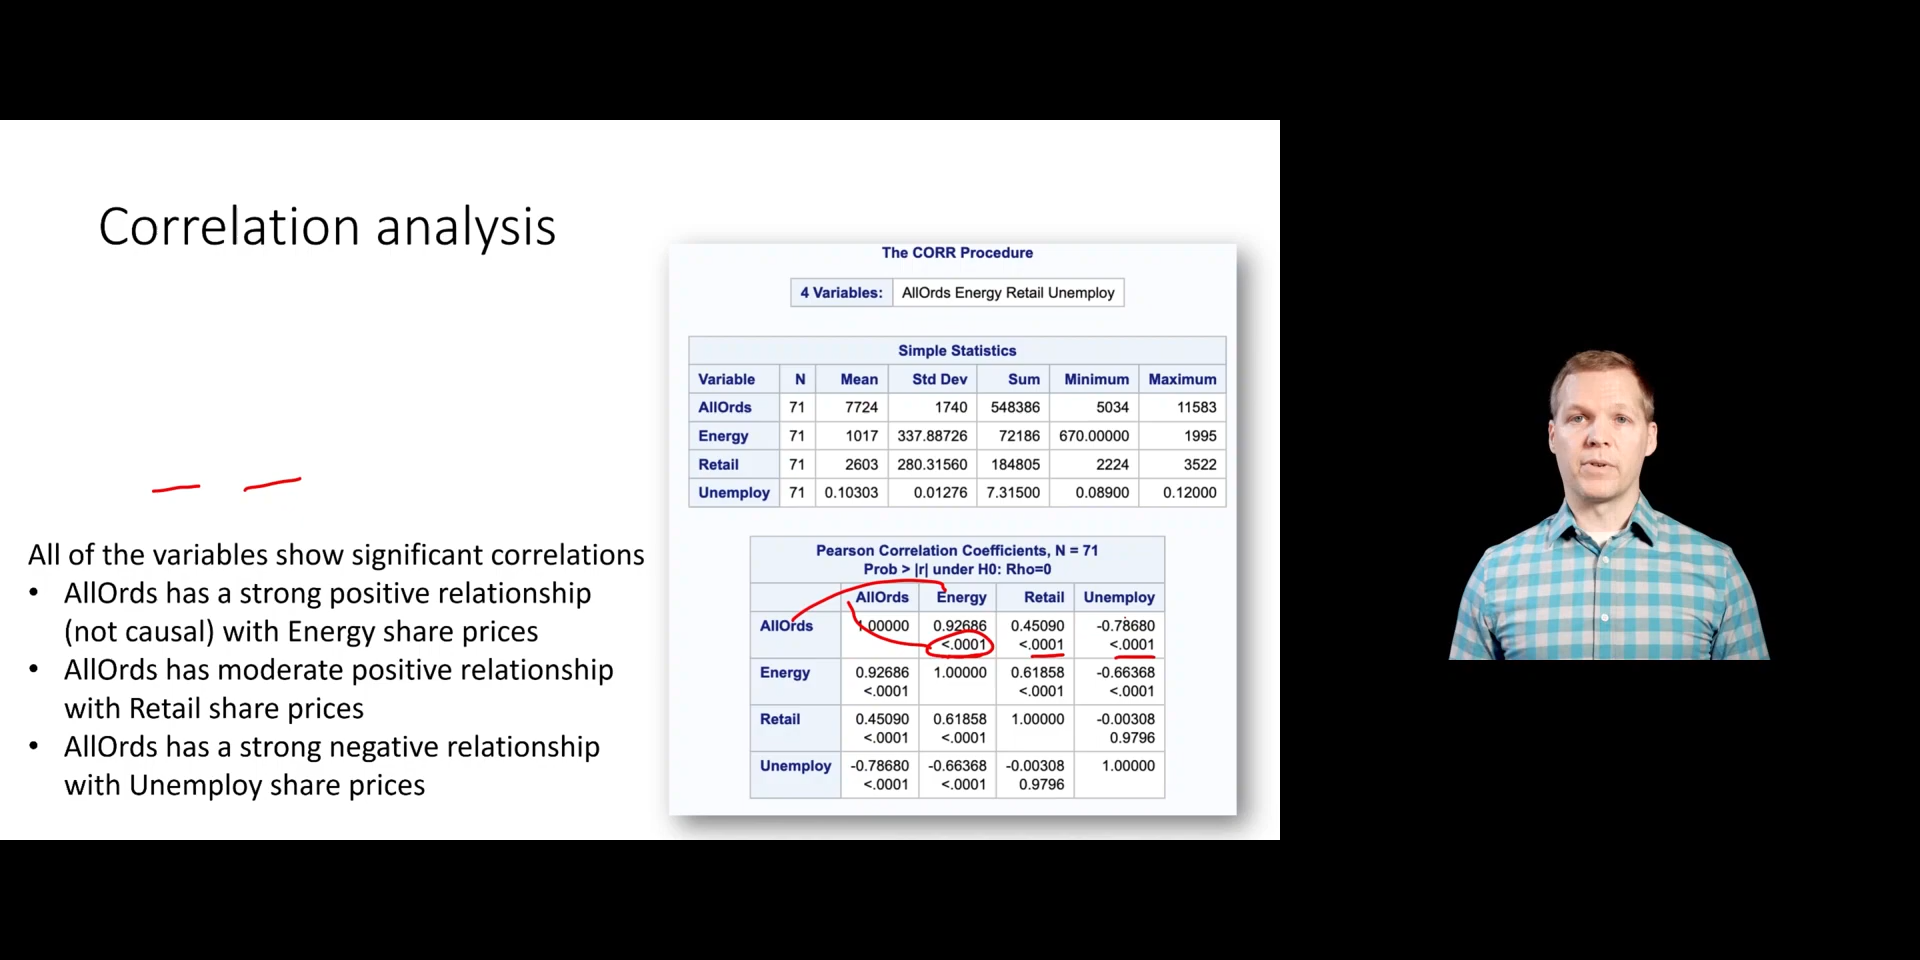 Correlation analysis
All of the variables show significant correlations
• AllOrds has a strong positive relationship
(not causal) with Energy share prices
• AllOrds has moderate positive relationship
with Retail share prices
• AllOrds has a strong negative relationship
with Unemploy share prices
The CORR Procedure
4 Variables: AllOrds Energy Retail Unemploy
Simple Statistics
Variable N Mean Std Dev Sum Minimum Maximum
AllOrds 71 7724 1740 548386 5034 11583
Energy 71 1017 337.88726 72186 670.00000 1995
Retail 71 2603 280.31560 184805 2224 3522
Unemploy 71 0.10303 0.01276 7.31500 0.08900 0.12000
Pearson Correlation Coefficients, N = 71
Prob > |r| under H0: Rho=0
AllOrds Energy Retail Unemploy
AllOrds 1.00000 0.92686 0.45090 -0.78680
<.0001 <.0001 <.0001
Energy 0.92686 1.00000 0.61858 -0.66368
<.0001 <.0001 <.0001
Retail 0.45090 0.61858 1.00000 -0.00308
<.0001 <.0001 0.9796
Unemploy -0.78680 -0.66368 -0.00308 1.00000
<.0001 <.0001 0.9796